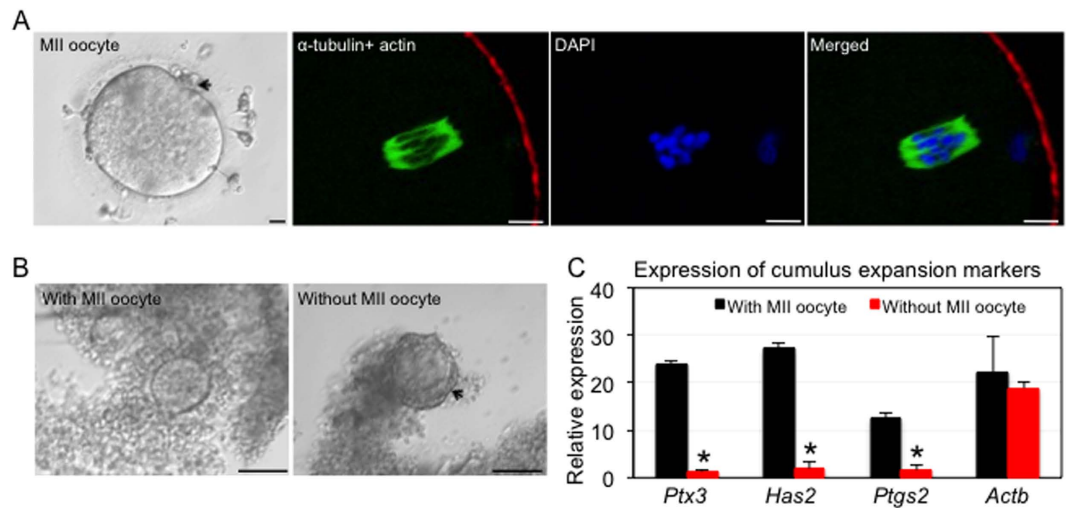 A
MII oocyte
α-tubulin+ actin
DAPI
Merged
B
With MII oocyte
Without MII oocyte
C
Expression of cumulus expansion markers
With MII oocyte
Without MII oocyte
Relative expression
40
30
20
10
0
*
*
*
Ptx3
Has2
Ptgs2
Actb